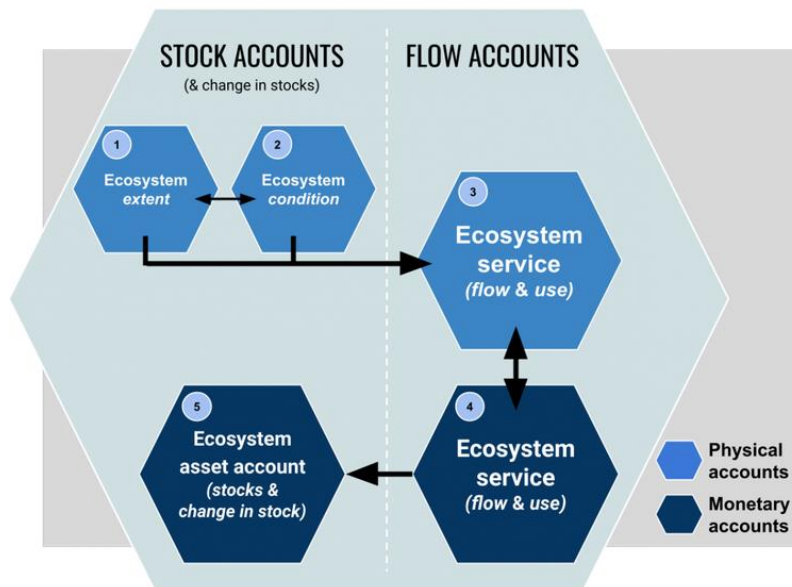 STOCK ACCOUNTS
(& change in stocks)
FLOW ACCOUNTS
1
Ecosystem
extent
2
Ecosystem
condition
3
Ecosystem
service
(flow & use)
5
Ecosystem
asset account
(stocks &
change in stock)
4
Ecosystem
service
(flow & use)
Physical
accounts
Monetary
accounts